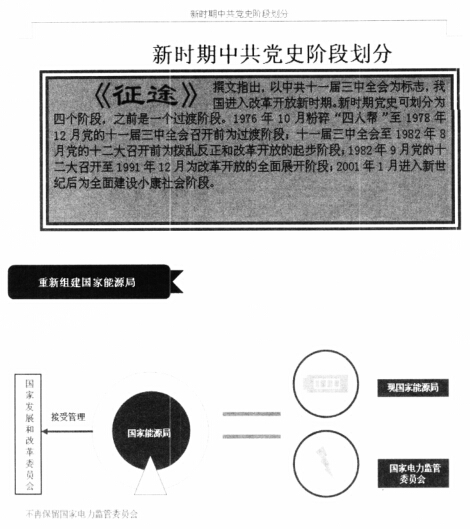 新时期中共党史阶段划分
新时期中共党史阶段划分
《征途》 撰文指出，以中共十一届三中全会为标志，我
国进入改革开放新时期。新时期党史可划分为
四个阶段，之前是一个过渡阶段。1976 年 10 月粉碎“四人帮”至 1978 年
12 月党的十一届三中全会召开前为过渡阶段；十一届三中全会至 1982 年 8
月党的十二大召开前为拨乱反正和改革开放的起步阶段；1982 年 9 月党的十
二大召开至 1991 年 12 月为改革开放的全面展开阶段；2001 年 1 月进入新世
纪后为全面建设小康社会阶段。
重新组建国家能源局
国家发展和改革委员会
接受管理
国家能源局
现国家能源局
国家电力监管
委员会
不再保留国家电力监管委员会